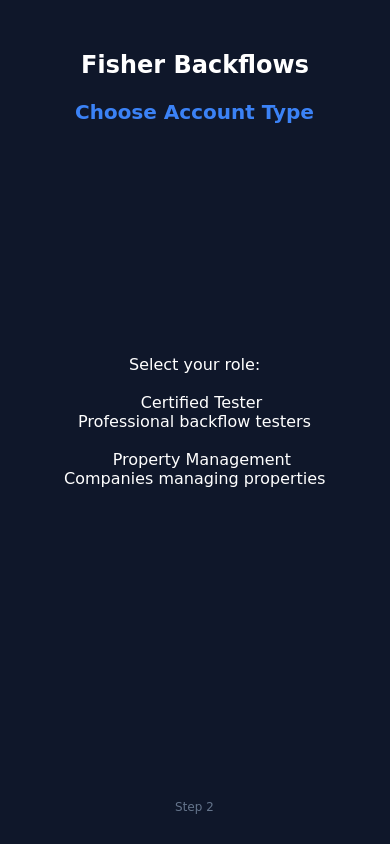 Fisher Backflows
Choose Account Type
Select your role:
Certified Tester
Professional backflow testers
Property Management
Companies managing properties
Step 2